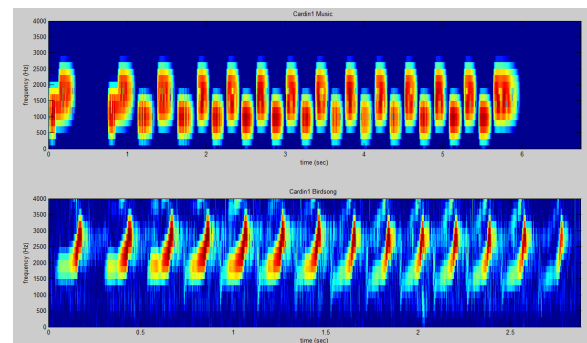 Cardin1 Music
frequency (Hz)
4000
3500
3000
2500
2000
1500
1000
500
0
0 1 2 3 4 5 6
time (sec)
Cardin1 Birdsong
frequency (Hz)
4000
3500
3000
2500
2000
1500
1000
500
0
0 0.5 1 1.5 2 2.5
time (sec)